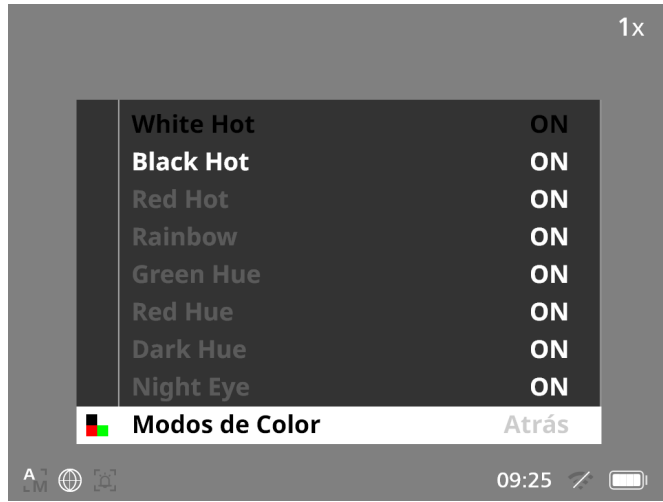 1x
White Hot ON
Black Hot ON
Red Hot ON
Rainbow ON
Green Hue ON
Red Hue ON
Dark Hue ON
Night Eye ON
Modos de Color Atrás
A M 09:25